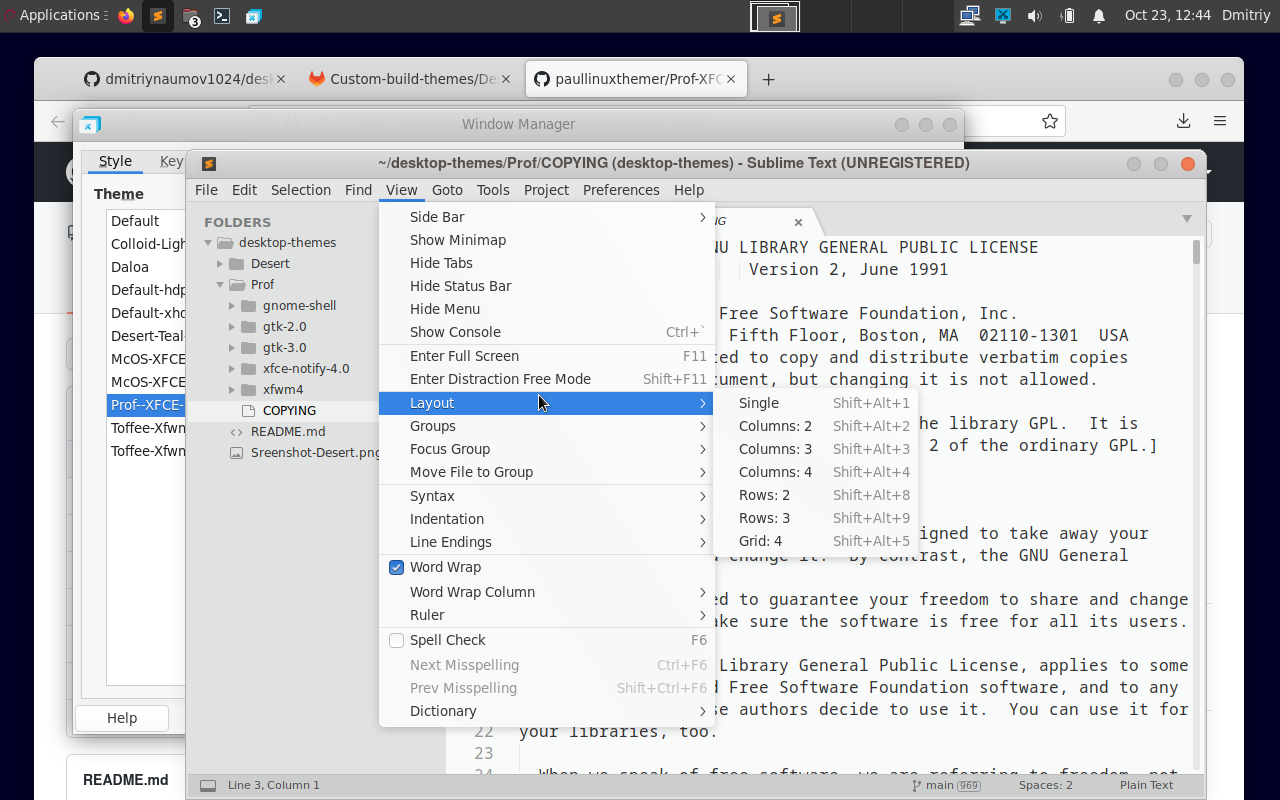 Applications
3
Oct 23, 12:44
Dmitriy
dmitriynaumov1024/desk
Custom-build-themes/De
paullinuxthemer/Prof-XFC
Window Manager
Style
Key
Theme
Default
Colloid-Ligh
Daloa
Default-hdp
Default-xhd
Desert-Teal-
McOS-XFCE
McOS-XFCE
Prof--XFCE-
Toffee-Xfwn
Toffee-Xfwn
Help
README.md
~/desktop-themes/Prof/COPYING (desktop-themes) - Sublime Text (UNREGISTERED)
File Edit Selection Find View Goto Tools Project Preferences Help
FOLDERS
desktop-themes
Desert
Prof
gnome-shell
gtk-2.0
gtk-3.0
xfce-notify-4.0
xfwm4
COPYING
README.md
Sreenshot-Desert.png
Side Bar
Show Minimap
Hide Tabs
Hide Status Bar
Hide Menu
Show Console Ctrl+`
Enter Full Screen F11
Enter Distraction Free Mode Shift+F11
Layout
Groups
Focus Group
Move File to Group
Syntax
Indentation
Line Endings
Word Wrap
Word Wrap Column
Ruler
Spell Check F6
Next Misspelling Ctrl+F6
Prev Misspelling Shift+Ctrl+F6
Dictionary
Single Shift+Alt+1
Columns: 2 Shift+Alt+2
Columns: 3 Shift+Alt+3
Columns: 4 Shift+Alt+4
Rows: 2 Shift+Alt+8
Rows: 3 Shift+Alt+9
Grid: 4 Shift+Alt+5
NG
NU LIBRARY GENERAL PUBLIC LICENSE
Version 2, June 1991
Free Software Foundation, Inc.
Fifth Floor, Boston, MA 02110-1301 USA
ed to copy and distribute verbatim copies
cument, but changing it is not allowed.
he library GPL. It is
2 of the ordinary GPL.]
igned to take away your
change it. By contrast, the GNU General
ed to guarantee your freedom to share and change
ake sure the software is free for all its users.
Library General Public License, applies to some
d Free Software Foundation software, and to any
se authors decide to use it. You can use it for
22 your libraries, too.
23
24 When we speak of free software, we are referring to freedom, not
Line 3, Column 1
main 969
Spaces: 2
Plain Text